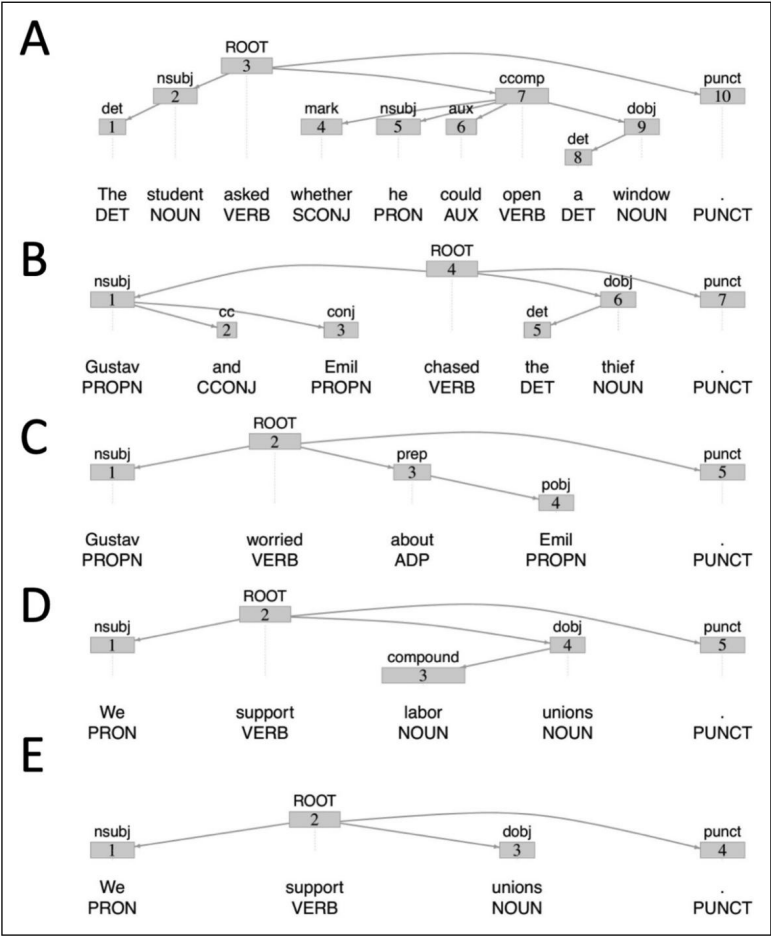 A
ROOT
3
nsubj
2
ccomp
7
punct
10
det
1
mark
4
nsubj
5
aux
6
dobj
9
det
8
The student asked whether he could open a window .
DET NOUN VERB SCONJ PRON AUX VERB DET NOUN PUNCT
B
ROOT
4
nsubj
1
dobj
6
punct
7
cc
2
conj
3
det
5
Gustav and Emil chased the thief .
PROPN CCONJ PROPN VERB DET NOUN PUNCT
C
ROOT
2
nsubj
1
prep
3
punct
5
pobj
4
Gustav worried about Emil .
PROPN VERB ADP PROPN PUNCT
D
ROOT
2
nsubj
1
dobj
4
punct
5
compound
3
We support labor unions .
PRON VERB NOUN NOUN PUNCT
E
ROOT
2
nsubj
1
dobj
3
punct
4
We support unions .
PRON VERB NOUN PUNCT